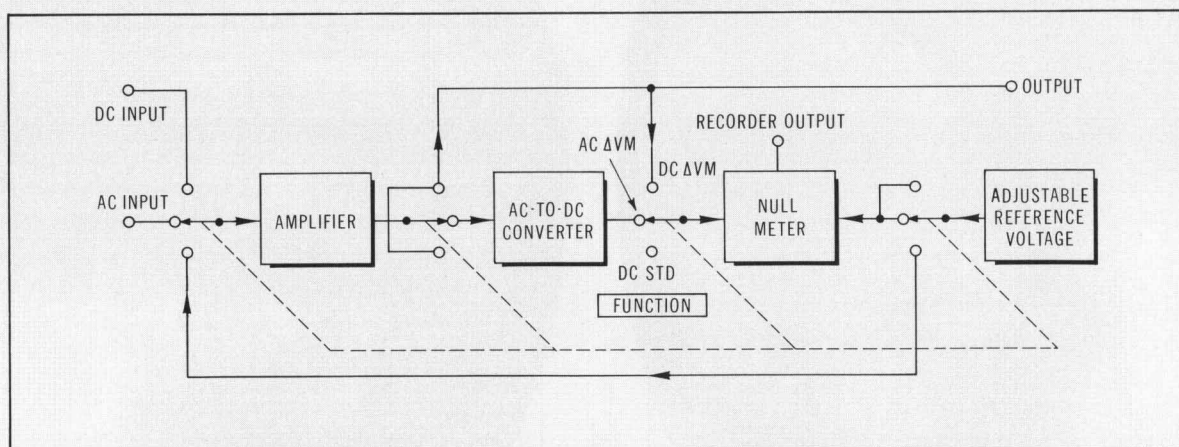 DC INPUT
AC INPUT
AMPLIFIER
AC-TO-DC
CONVERTER
AC ΔVM
DC ΔVM
DC STD
FUNCTION
RECORDER OUTPUT
NULL
METER
OUTPUT
ADJUSTABLE
REFERENCE
VOLTAGE